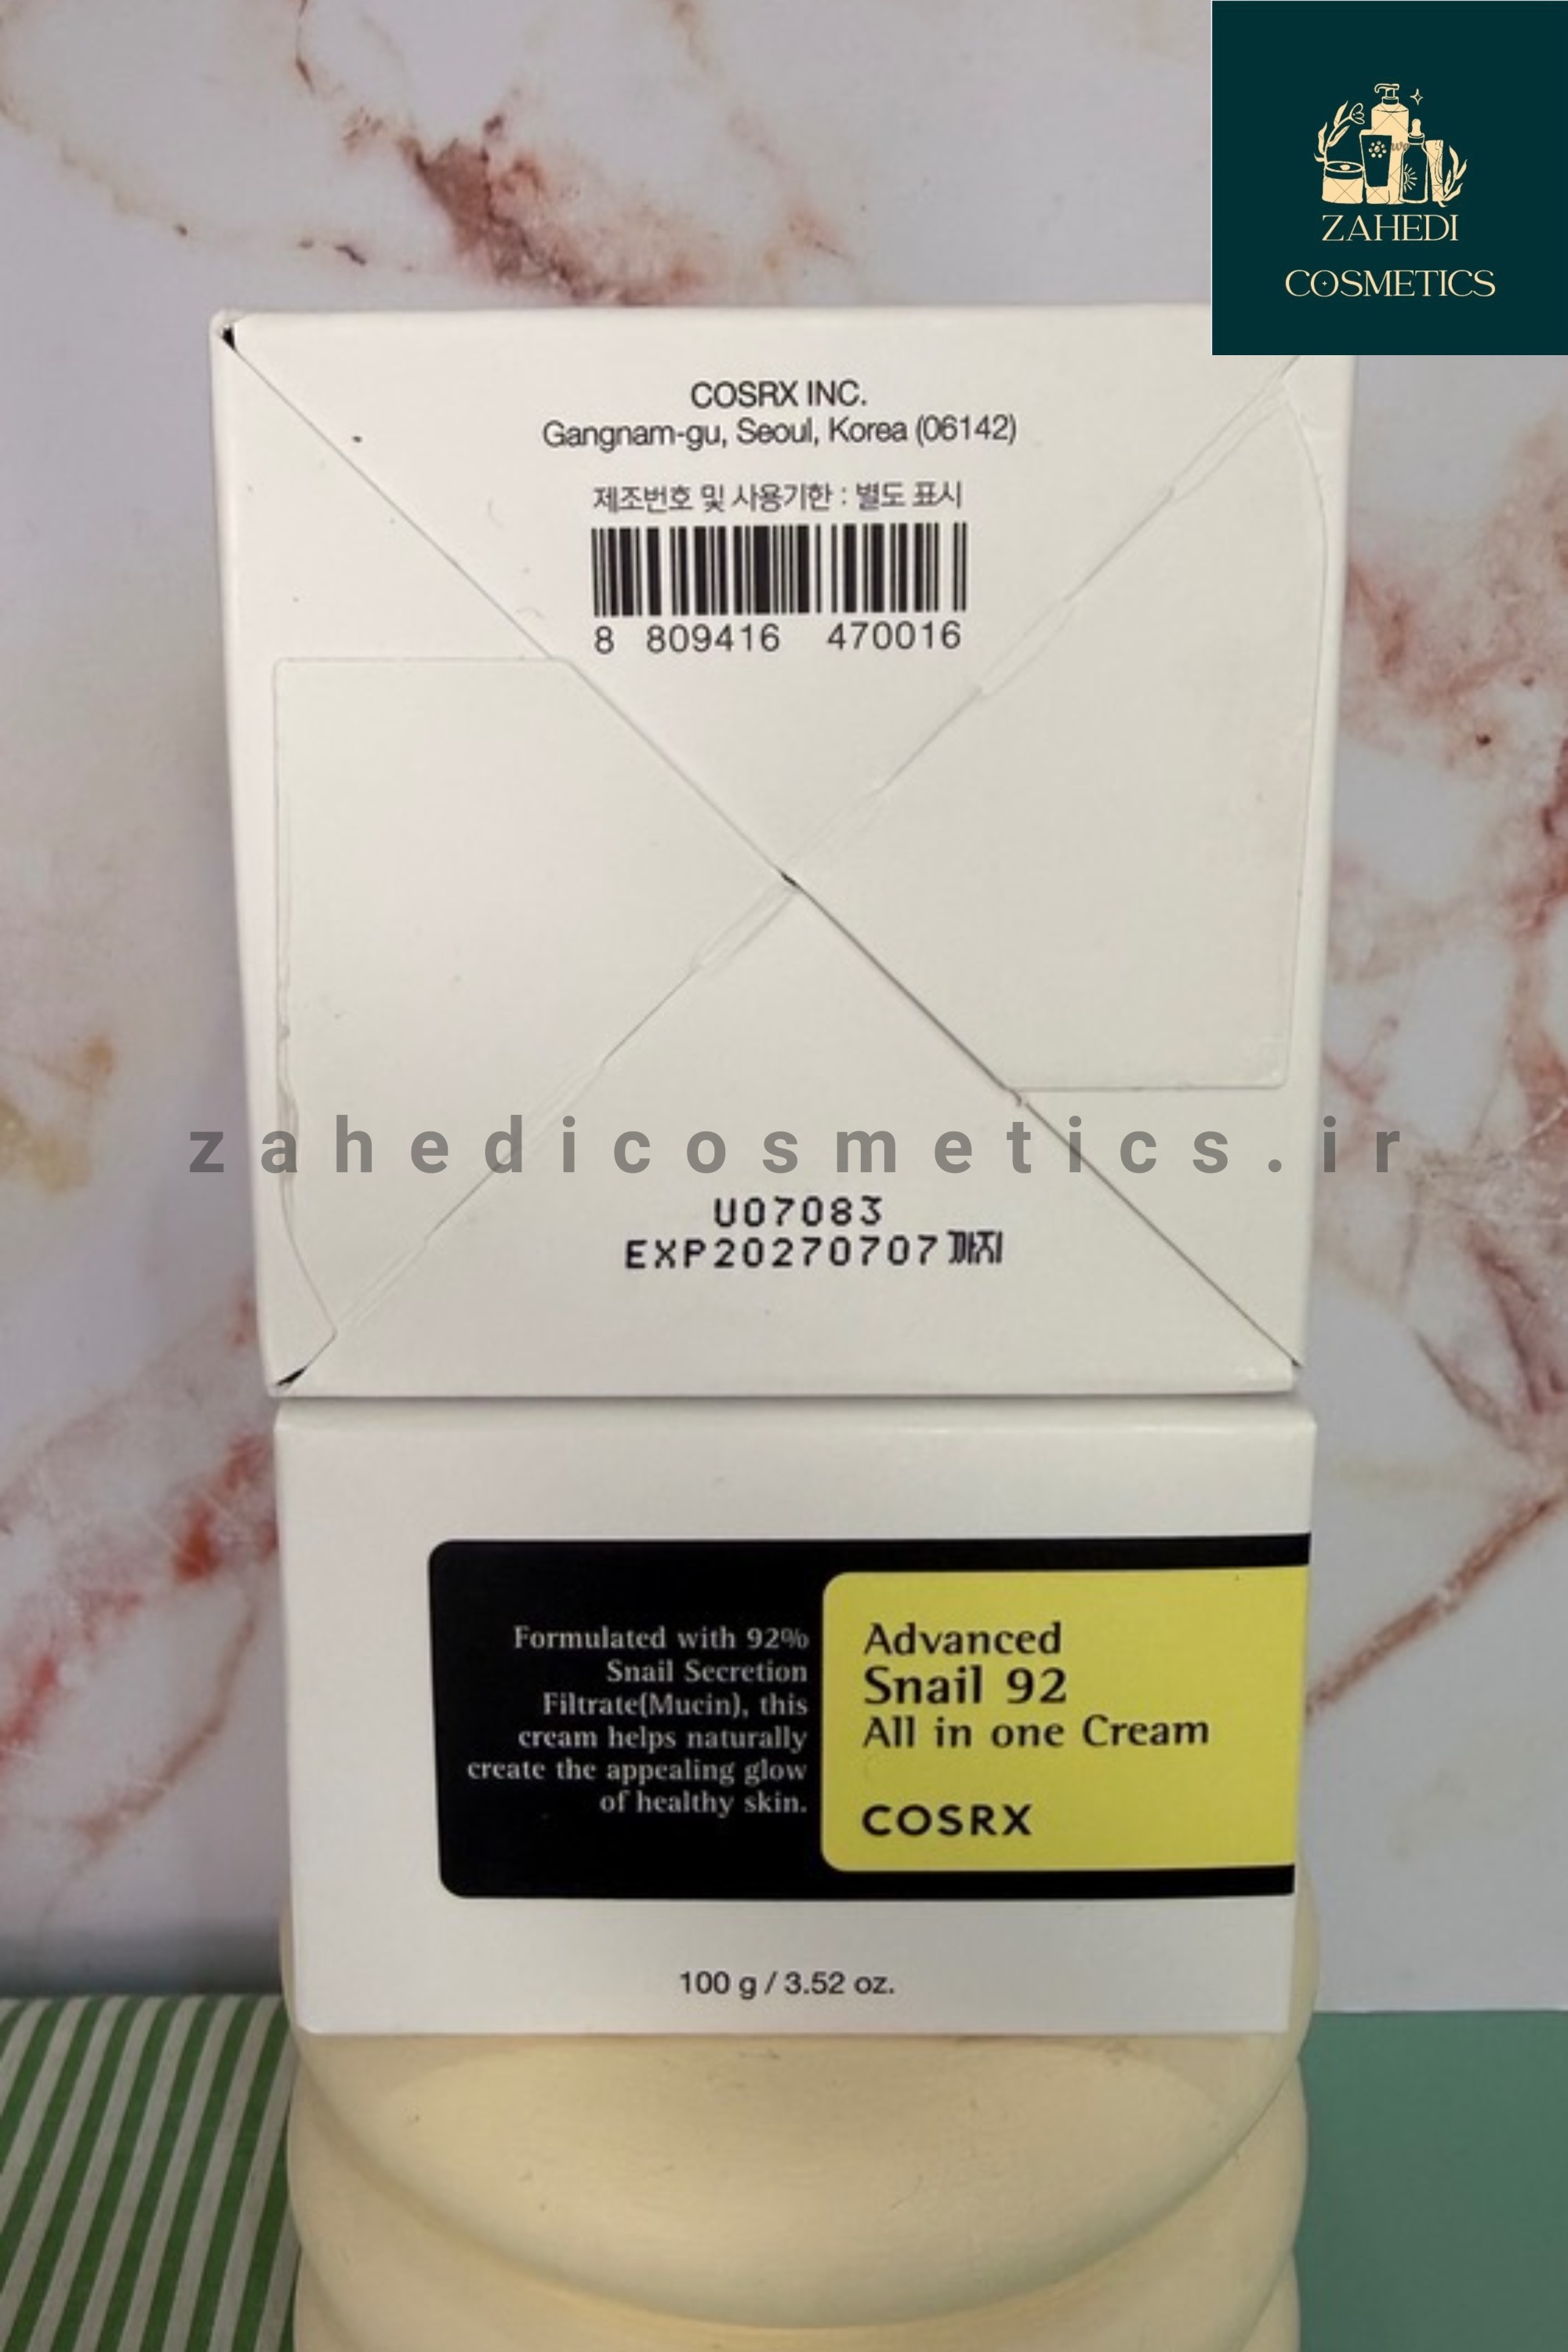 ZAHEDI
COSMETICS
COSRX INC.
Gangnam-gu, Seoul, Korea (06142)
제조번호 및 사용기한 : 별도 표시
8 809416 470016
zahedicosmetics.ir
U07083
EXP20270707까지
Formulated with 92%
Snail Secretion
Filtrate(Mucin), this
cream helps naturally
create the appealing glow
of healthy skin.
Advanced
Snail 92
All in one Cream
COSRX
100 g / 3.52 oz.